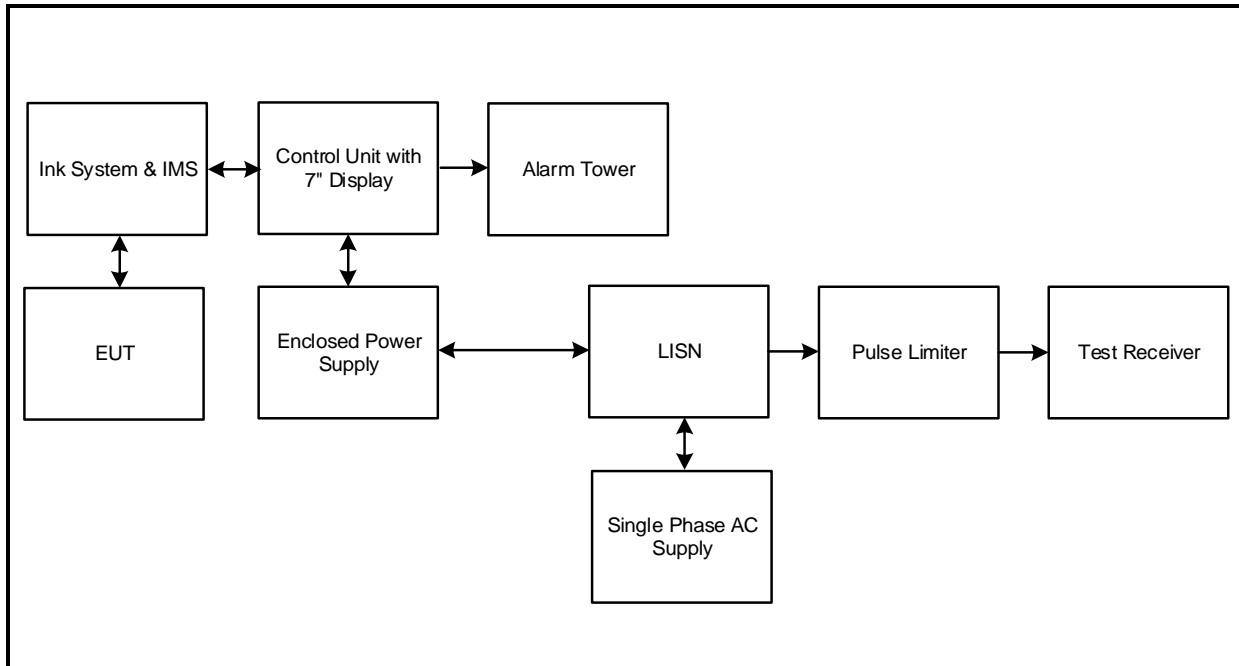 Ink System & IMS
Control Unit with
7" Display
Alarm Tower
EUT
Enclosed Power
Supply
LISN
Pulse Limiter
Test Receiver
Single Phase AC
Supply